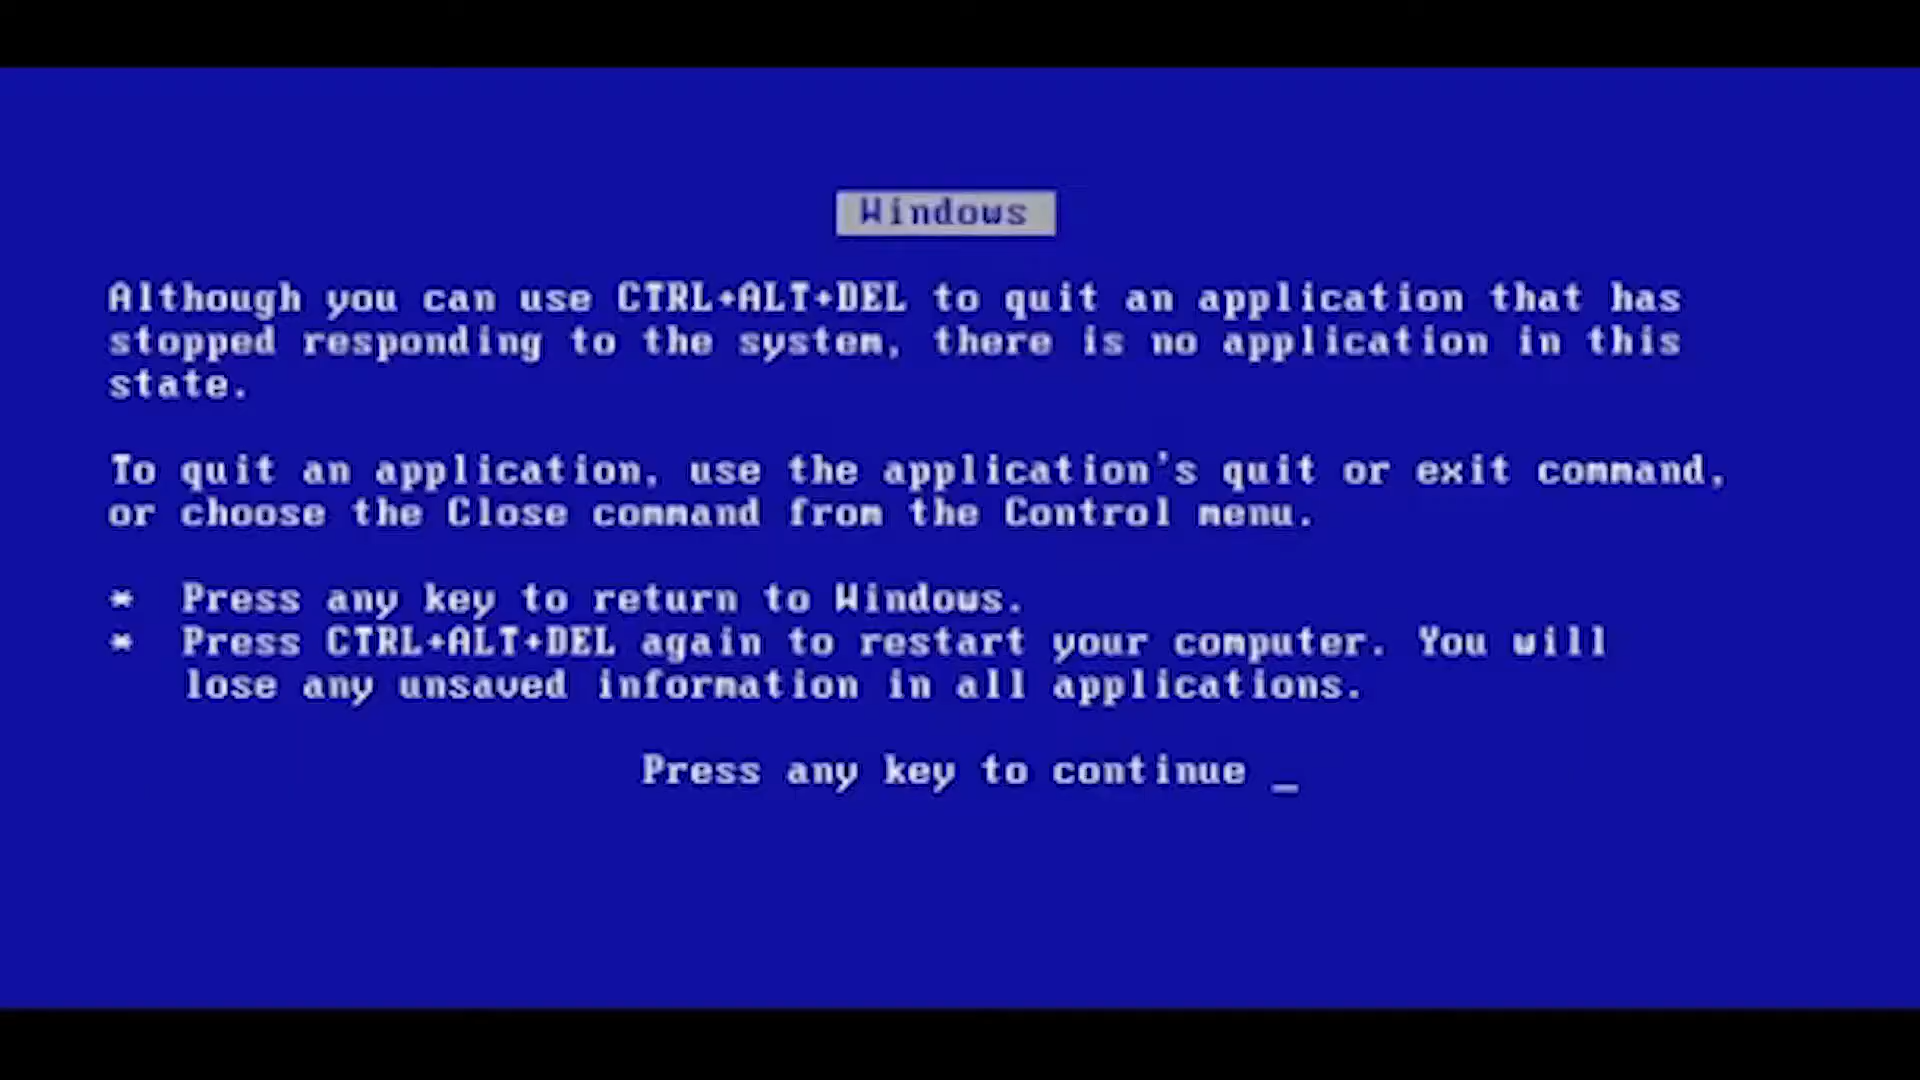 Windows
Although you can use CTRL+ALT+DEL to quit an application that has
stopped responding to the system, there is no application in this
state.
To quit an application, use the application's quit or exit command,
or choose the Close command from the Control menu.
* Press any key to return to Windows.
* Press CTRL+ALT+DEL again to restart your computer. You will
lose any unsaved information in all applications.
Press any key to continue _